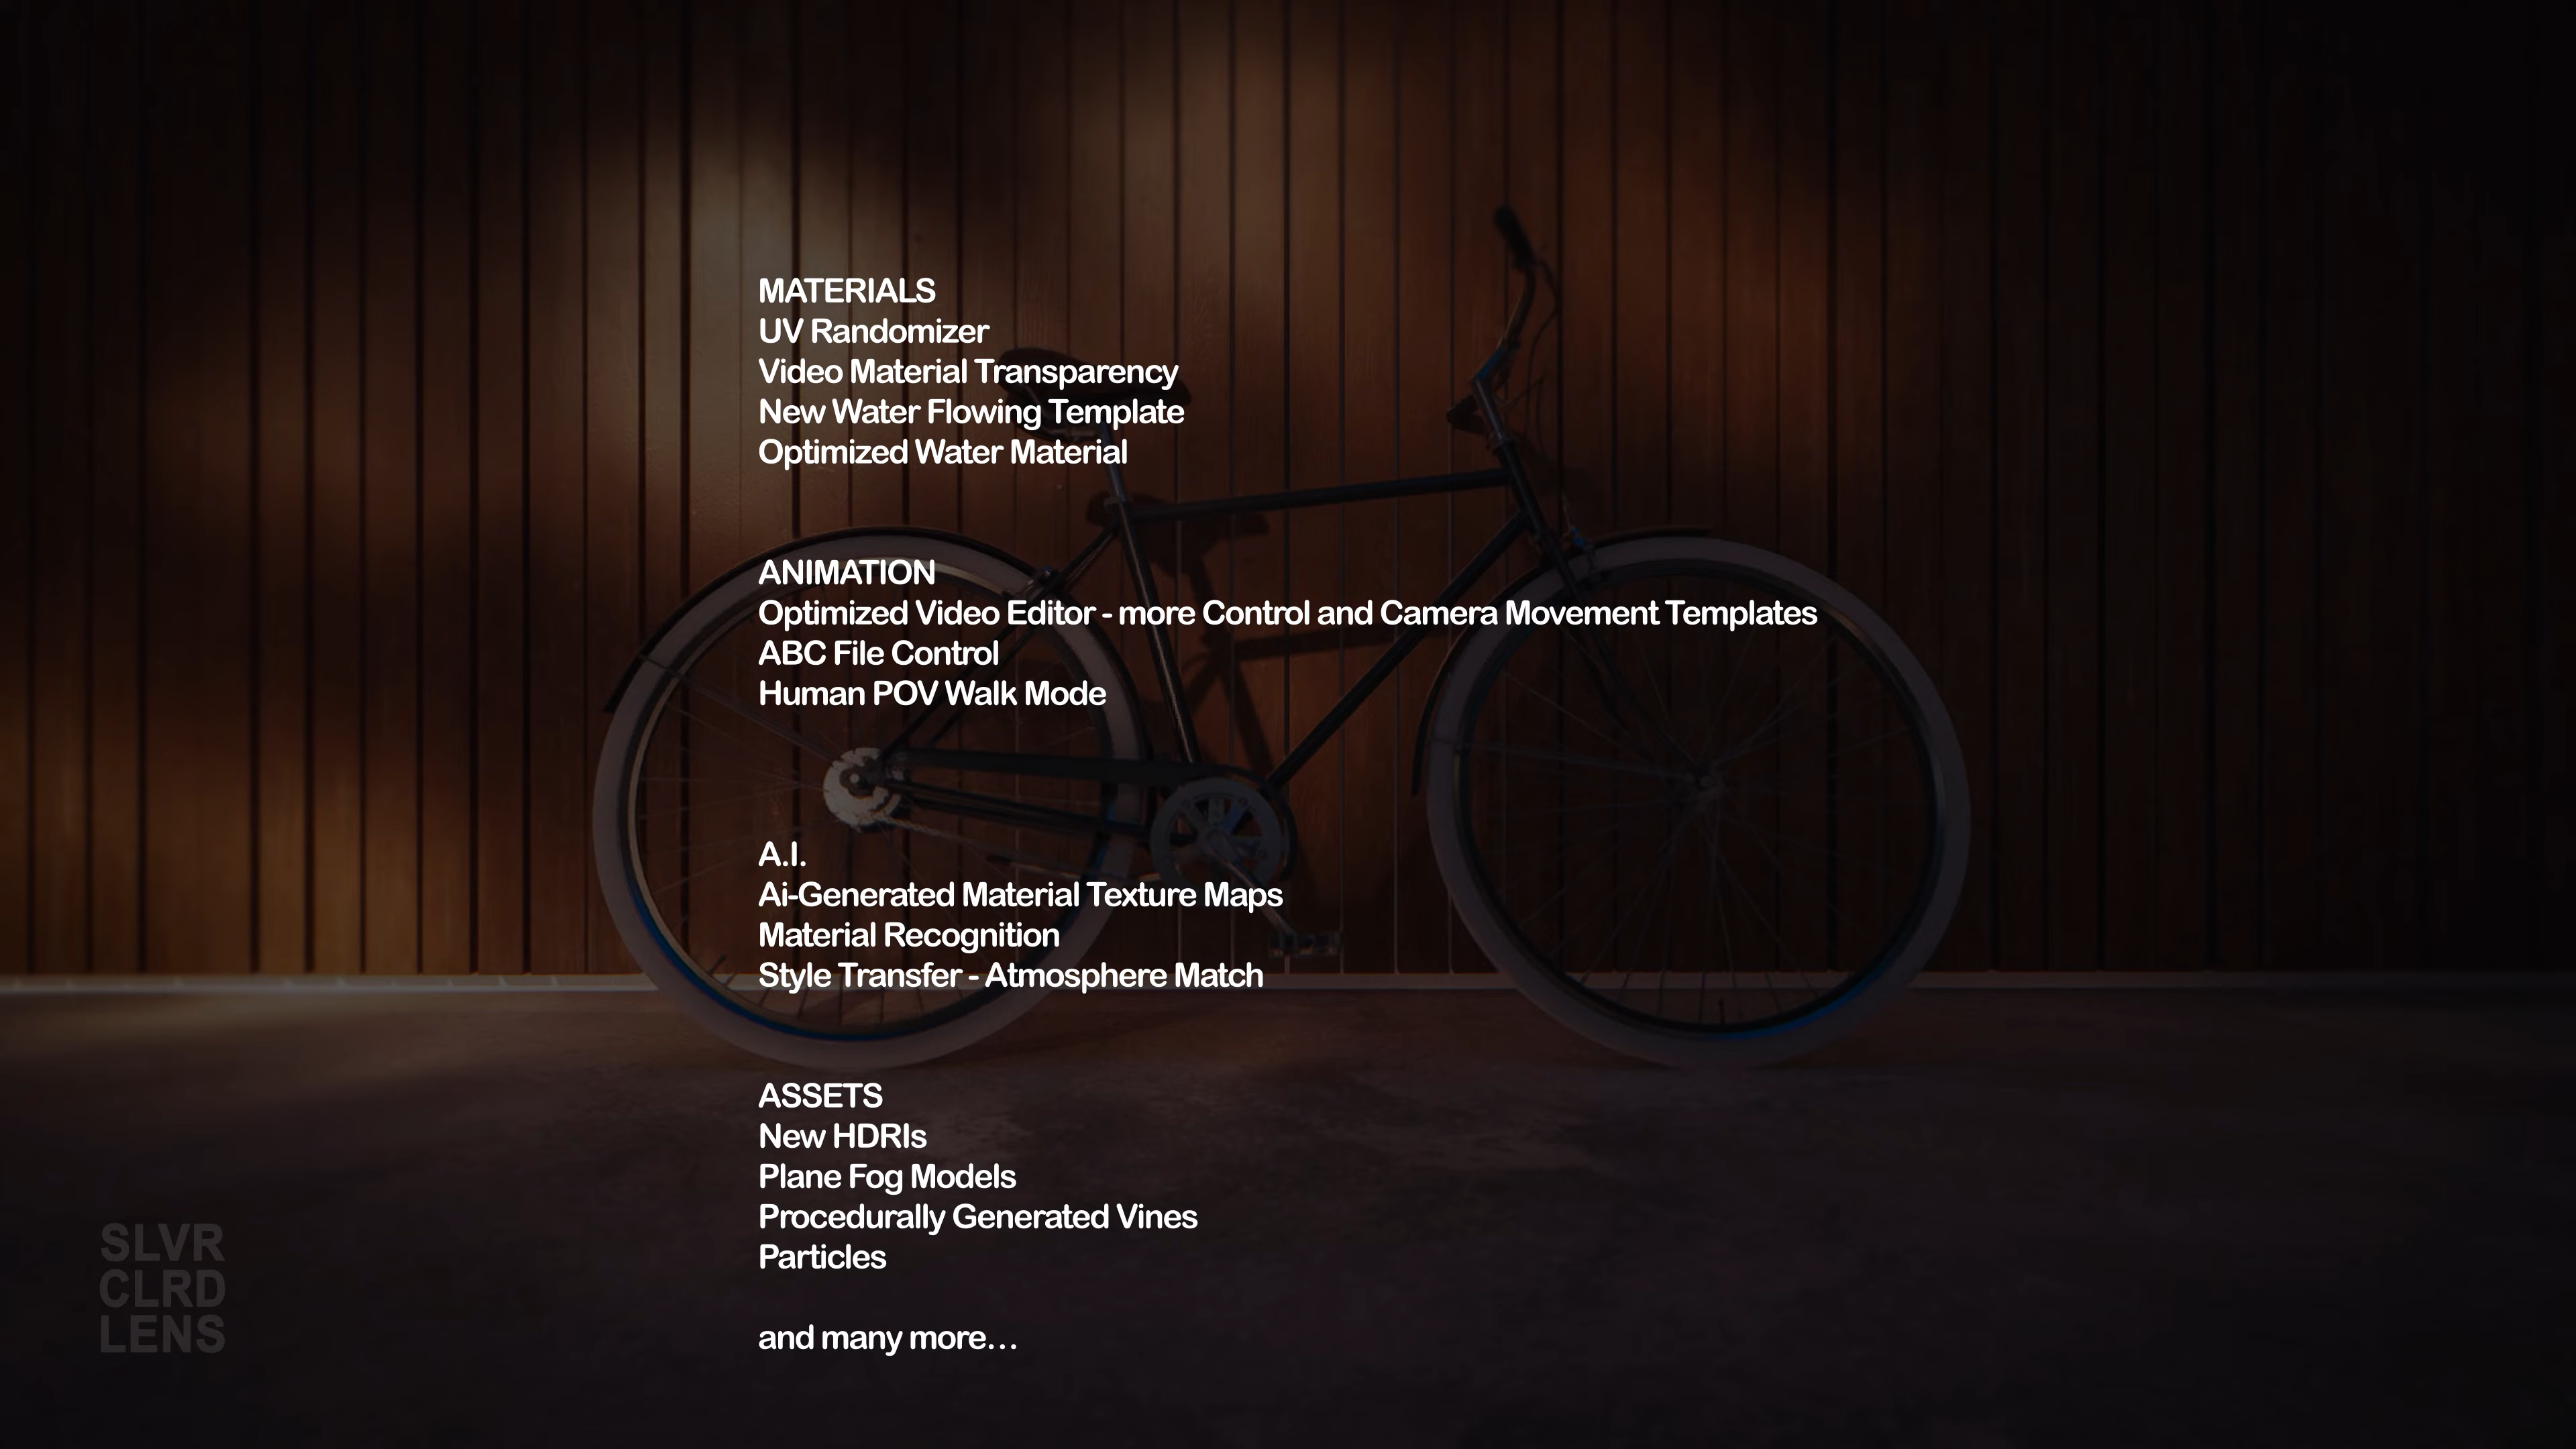 MATERIALS
UV Randomizer
Video Material Transparency
New Water Flowing Template
Optimized Water Material
ANIMATION
Optimized Video Editor - more Control and Camera Movement Templates
ABC File Control
Human POV Walk Mode
A.I.
Ai-Generated Material Texture Maps
Material Recognition
Style Transfer - Atmosphere Match
ASSETS
New HDRIs
Plane Fog Models
Procedurally Generated Vines
Particles
and many more...
SLVR
CLRD
LENS